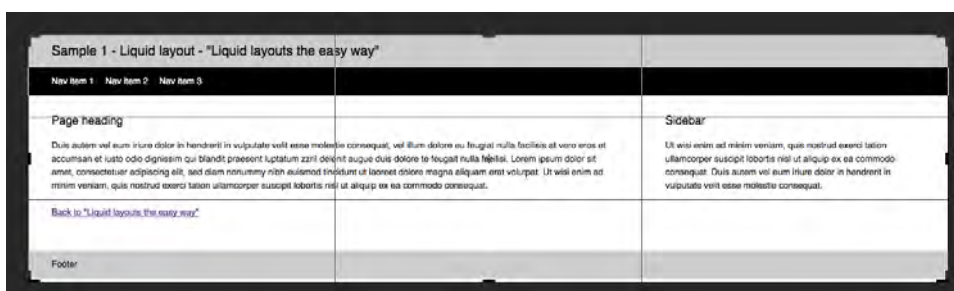 Sample 1 - Liquid layout - "Liquid layouts the easy way"
Nav item 1 Nav item 2 Nav item 3
Page heading
Duis autem vel eum iriure dolor in hendrerit in vulputate velit esse molestie consequat, vel illum dolore eu feugiat nulla facilisis at vero eros et
accumsan et iusto odio dignissim qui blandit praesent luptatum zzril delenit augue duis dolore te feugait nulla facilisi. Lorem ipsum dolor sit
amet, consectetuer adipiscing elit, sed diam nonummy nibh euismod tincidunt ut laoreet dolore magna aliquam erat volutpat. Ut wisi enim ad
minim veniam, quis nostrud exerci tation ullamcorper suscipit lobortis nisl ut aliquip ex ea commodo consequat.
Back to "Liquid layouts the easy way"
Sidebar
Ut wisi enim ad minim veniam, quis nostrud exerci tation
ullamcorper suscipit lobortis nisl ut aliquip ex ea commodo
consequat. Duis autem vel eum iriure dolor in hendrerit in
vulputate velit esse molestie consequat.
Footer